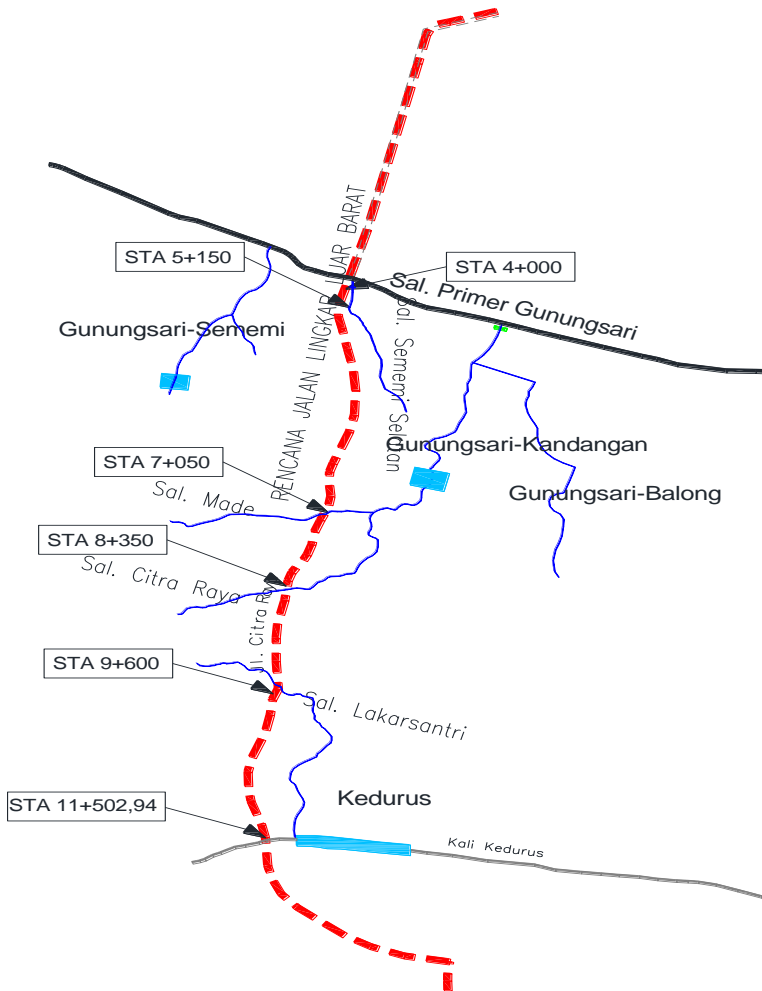 RENCANA JALAN LINGKAR LUAR BARAT
STA 5+150
STA 4+000
Sal. Primer Gunungsari
Gunungsari-Sememi
Sal. Sememi Selatan
Gunungsari-Kandangan
STA 7+050
Sal. Made
Gunungsari-Balong
STA 8+350
Sal. Citra Raya
Jl. Citra
STA 9+600
Sal. Lakarsantri
Kedurus
STA 11+502,94
Kali Kedurus